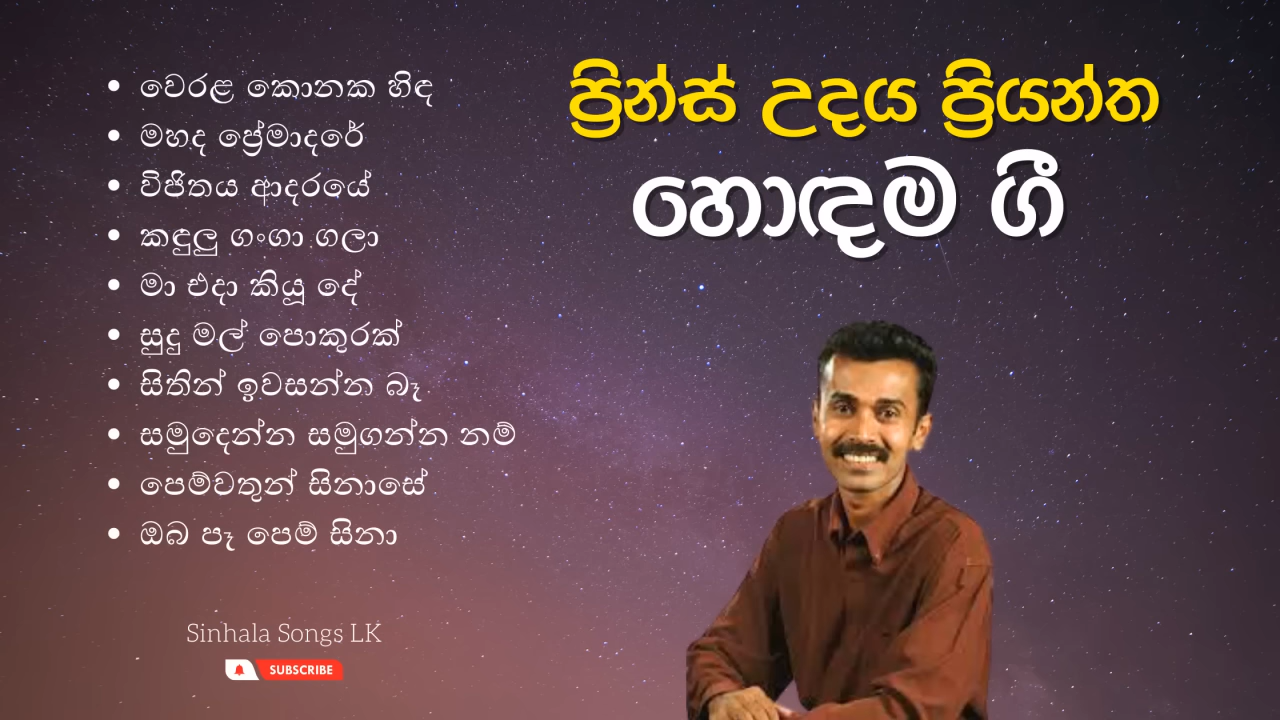 ප්‍රින්ස් උදය ප්‍රියන්ත
හොඳම ගී
වෙරළ කොනක හිඳ
මහද ප්‍රේමාදරේ
විජිතය ආදරයේ
කඳුලු ගංගා ගලා
මා එදා කියූ දේ
සුදු මල් පොකුරක්
සිතින් ඉවසන්න බෑ
සමුදෙන්න සමුගන්න නම්
පෙම්වතුන් සිනාසේ
ඔබ පෑ පෙම් සිනා
Sinhala Songs LK
SUBSCRIBE